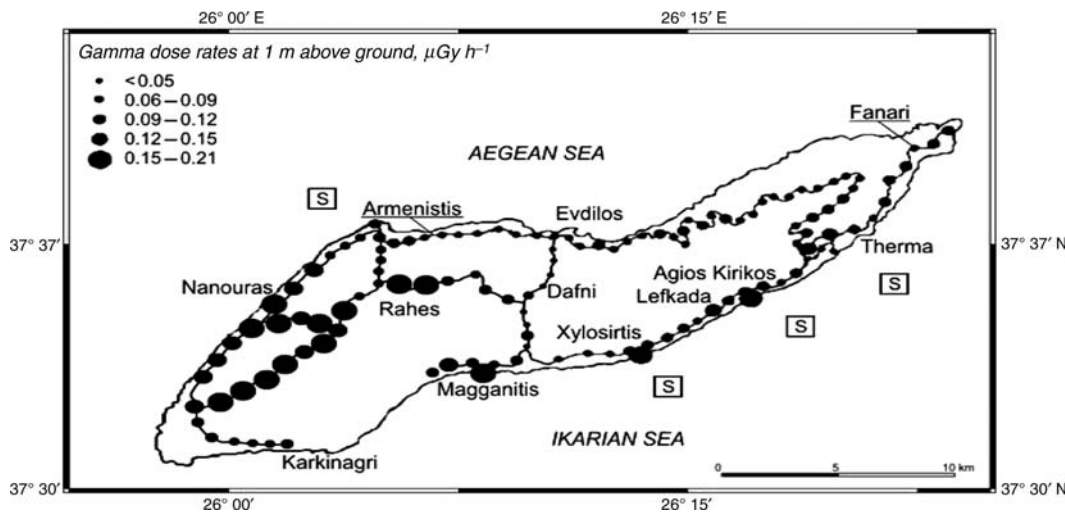 26° 00′ E
26° 15′ E
Gamma dose rates at 1 m above ground, µGy h⁻¹
<0.05
0.06–0.09
0.09–0.12
0.12–0.15
0.15–0.21
Fanari
AEGEAN SEA
S
Armenistis
Evdilos
37° 37′
37° 37′ N
Therma
Nanouras
Agios Kirikos
S
Rahes
Dafni
Lefkada
S
Xylosirtis
Magganitis
S
IKARIAN SEA
Karkinagri
0 5 10 km
37° 30′
37° 30′ N
26° 00′
26° 15′